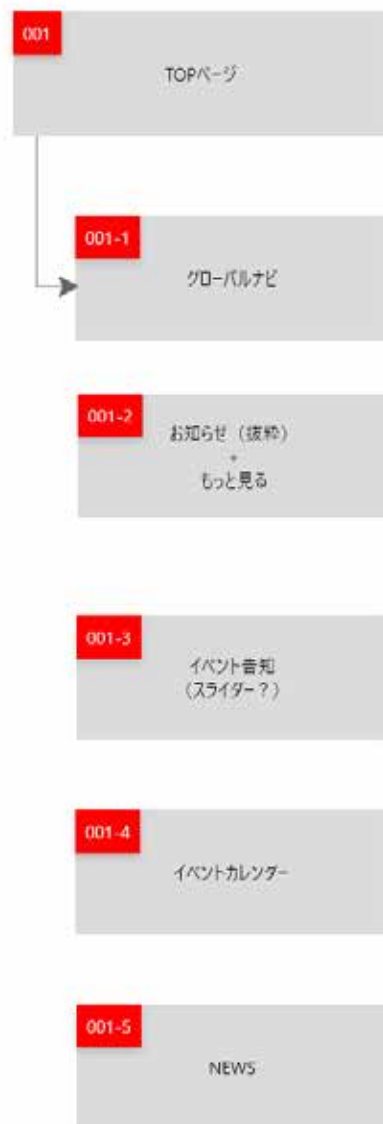 001
TOPページ
001-1
グローバルナビ
001-2
お知らせ（抜粋）
+
もっと見る
001-3
イベント告知
（スライダー？）
001-4
イベントカレンダー
001-5
NEWS